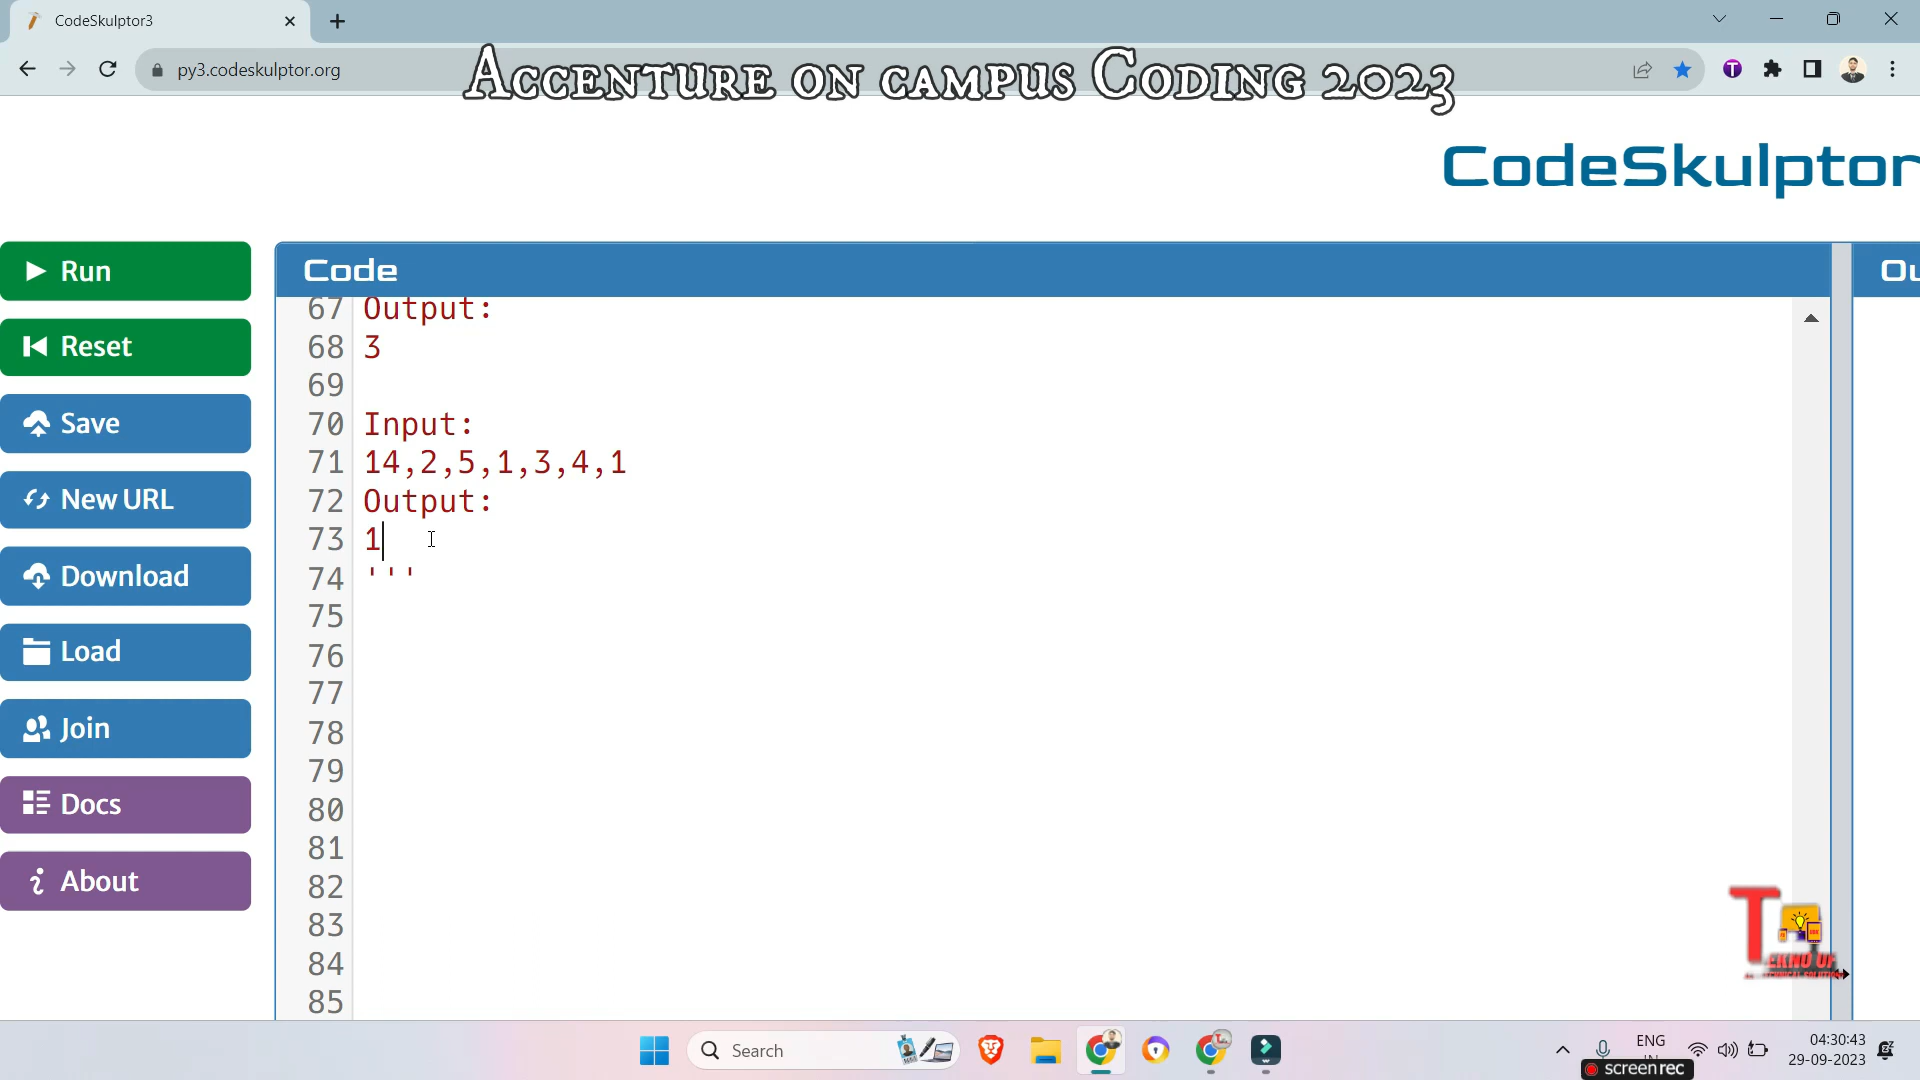 CodeSkulptor3
py3.codeskulptor.org
Accenture on campus Coding 2023
CodeSkulptor
Run
Reset
Save
New URL
Download
Load
Join
Docs
About
Code
Ou
67 Output:
68 3
69
70 Input:
71 14,2,5,1,3,4,1
72 Output:
73 1
74 '''
75
76
77
78
79
80
81
82
83
84
85
Search
ENG
04:30:43
29-09-2023
screenrec